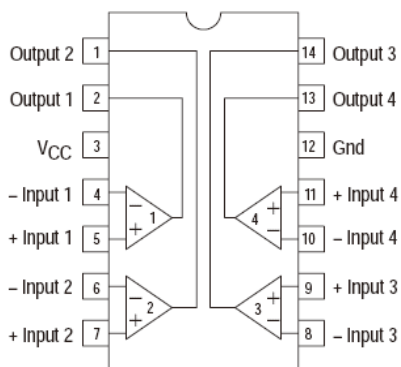 Output 2 1 14 Output 3
Output 1 2 13 Output 4
VCC 3 12 Gnd
– Input 1 4 − 1 11 + Input 4
+ Input 1 5 + 4 + − 10 – Input 4
– Input 2 6 − 2 9 + Input 3
+ Input 2 7 + 3 + − 8 – Input 3